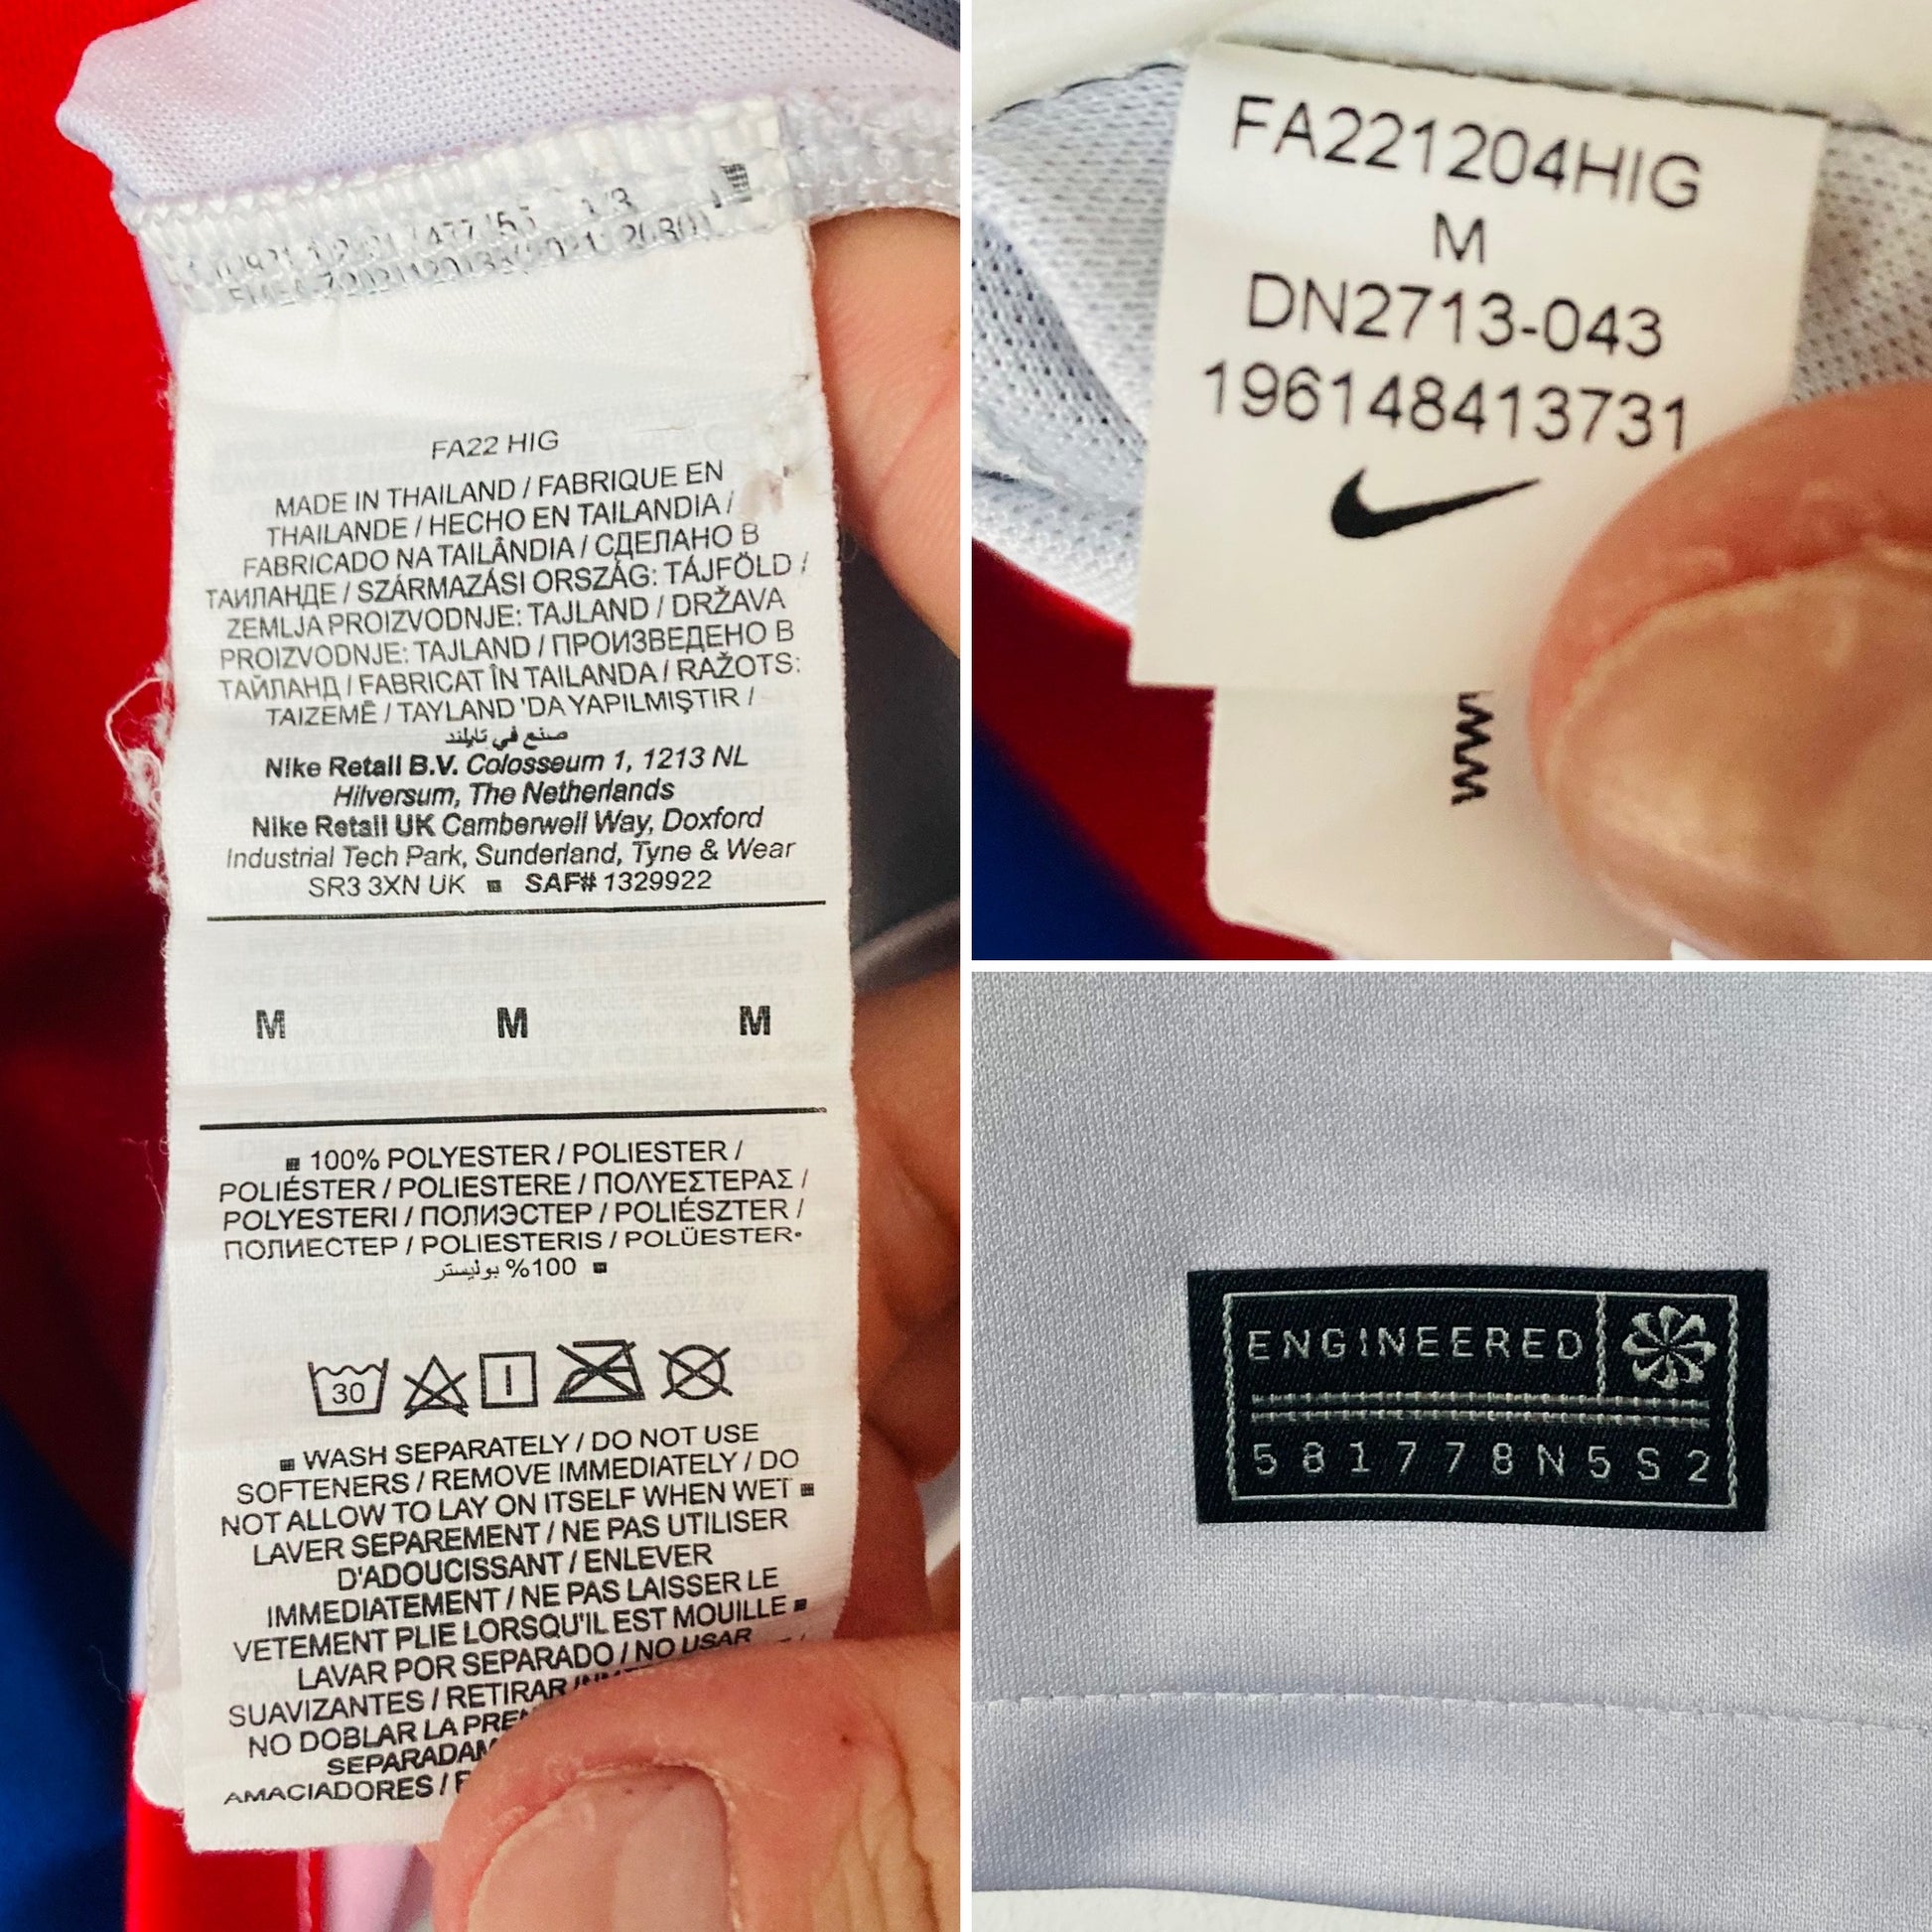 FA22 HIG
MADE IN THAILAND / FABRIQUE EN
THAILANDE / HECHO EN TAILANDIA /
FABRICADO NA TAILÂNDIA / СДЕЛАНО В
ТАИЛАНДЕ / SZÁRMAZÁSI ORSZÁG: TÁJFÖLD /
ZEMLJA PROIZVODNJE: TAJLAND / DRŽAVA
PROIZVODNJE: TAJLAND / ПРОИЗВЕДЕНО В
ТАЙЛАНД / FABRICAT ÎN TAILANDA / RAŽOTS:
TAIZEMĒ / TAYLAND 'DA YAPILMIŞTIR /
صنع في تايلند
Nike Retail B.V. Colosseum 1, 1213 NL
Hilversum, The Netherlands
Nike Retail UK Camberwell Way, Doxford
Industrial Tech Park, Sunderland, Tyne & Wear
SR3 3XN UK SAF# 1329922
M M M
100% POLYESTER / POLIESTER /
POLIÉSTER / POLIESTERE / ΠΟΛΥΕΣΤΕΡΑΣ /
POLYESTERI / ПОЛИЭСТЕР / POLIÉSZTER /
ПОЛИЕСТЕР / POLIESTERIS / POLÜESTER•
100% بوليستر
30
WASH SEPARATELY / DO NOT USE
SOFTENERS / REMOVE IMMEDIATELY / DO
NOT ALLOW TO LAY ON ITSELF WHEN WET
LAVER SEPAREMENT / NE PAS UTILISER
D'ADOUCISSANT / ENLEVER
IMMEDIATEMENT / NE PAS LAISSER LE
VETEMENT PLIE LORSQU'IL EST MOUILLE
LAVAR POR SEPARADO / NO USAR
SUAVIZANTES / RETIRAR
NO DOBLAR LA
AMACIADORES /
FA221204HIG
M
DN2713-043
196148413731
ENGINEERED
581778N5S2